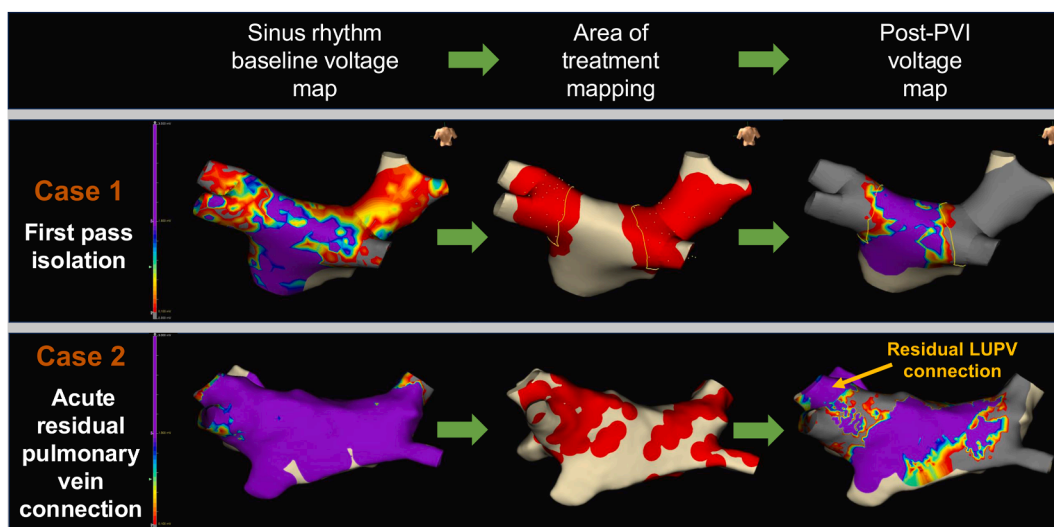 Sinus rhythm
baseline voltage
map
Area of
treatment
mapping
Post-PVI
voltage
map
Case 1
First pass
isolation
Case 2
Acute
residual
pulmonary
vein
connection
Residual LUPV
connection